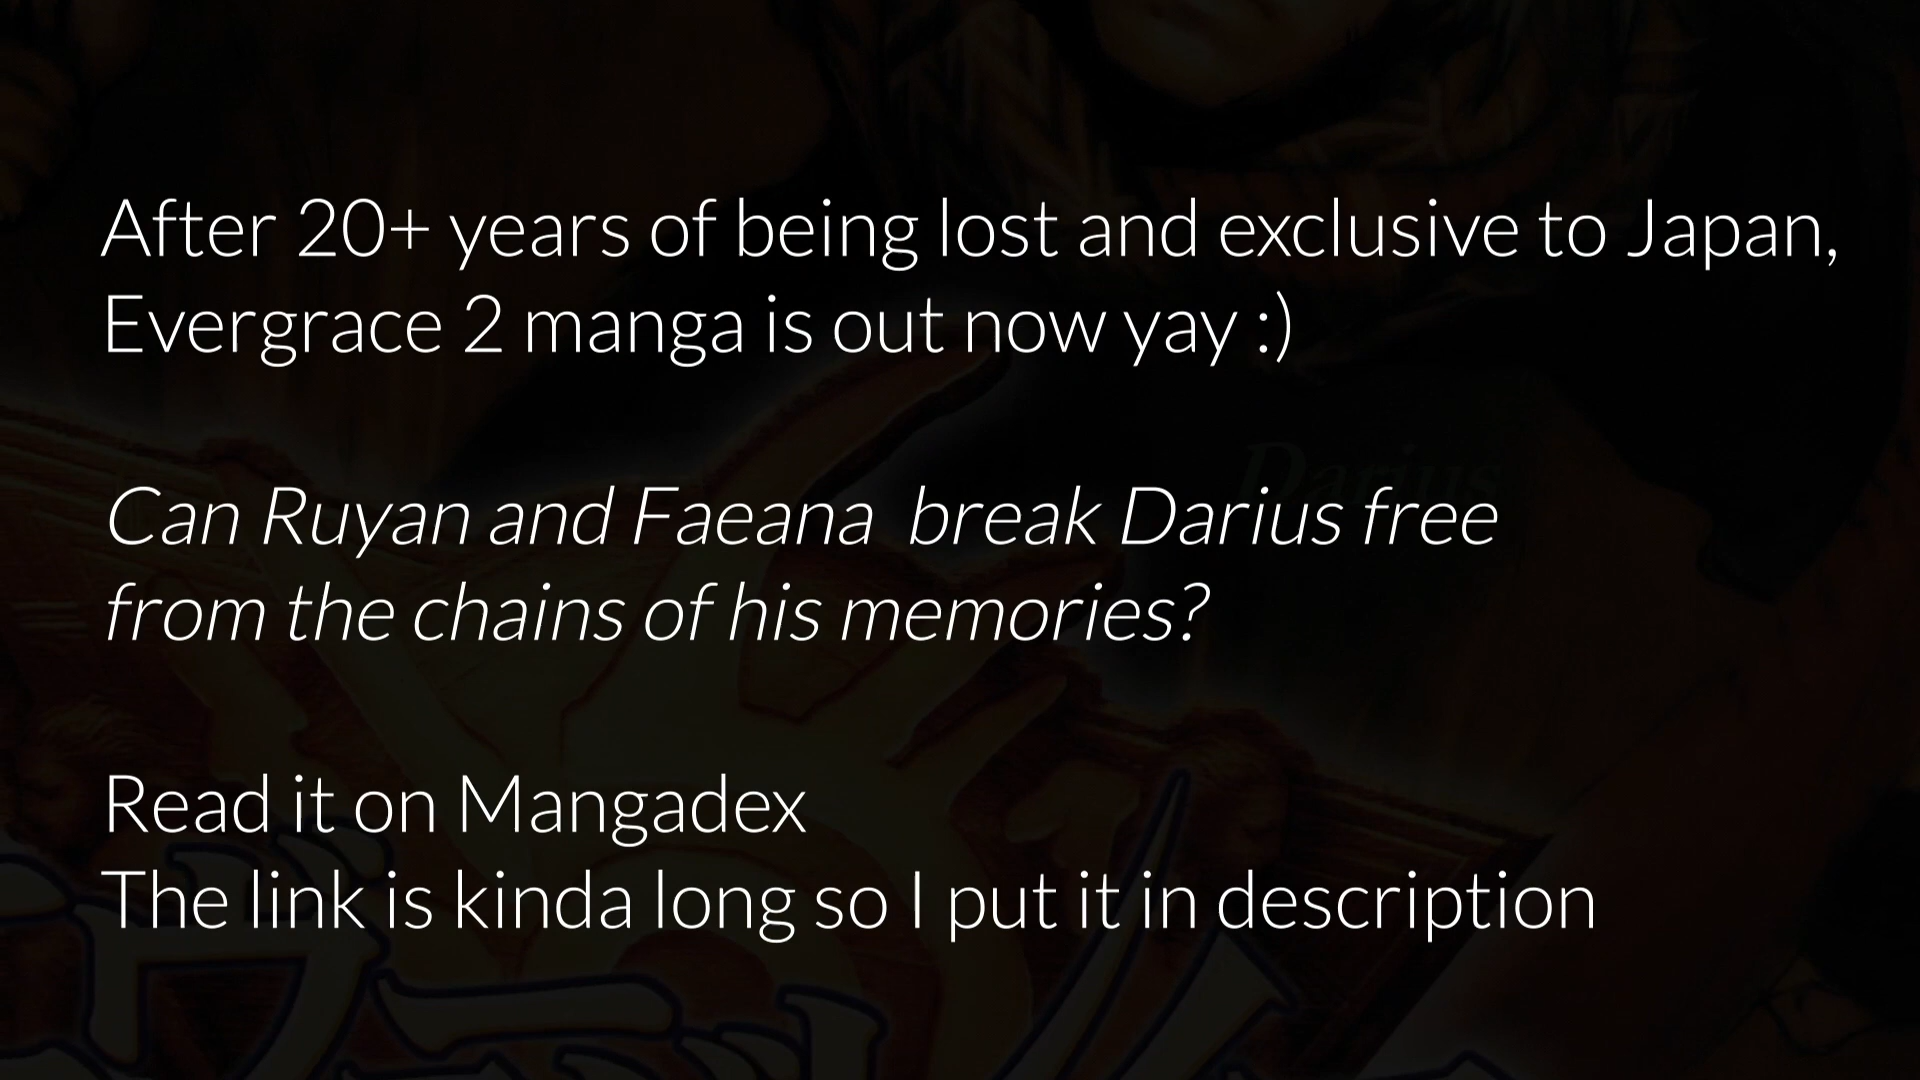 After 20+ years of being lost and exclusive to Japan,
Evergrace 2 manga is out now yay :)
Darius
Can Ruyan and Faeana  break Darius free
from the chains of his memories?
Read it on Mangadex
The link is kinda long so I put it in description